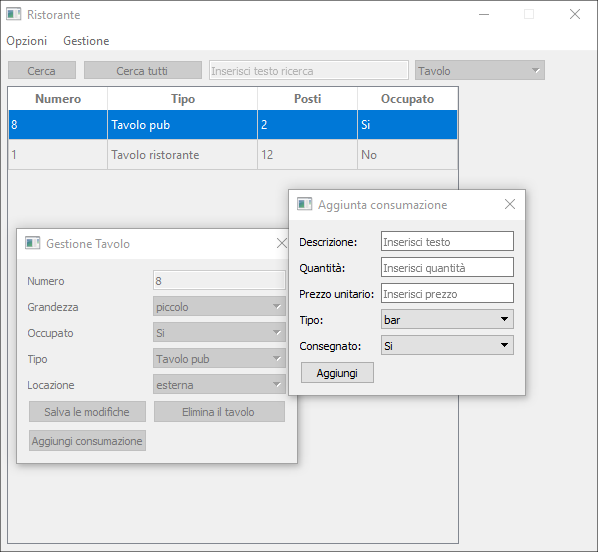 Ristorante
Opzioni Gestione
Cerca Cerca tutti Inserisci testo ricerca Tavolo
Numero Tipo Posti Occupato
8 Tavolo pub 2 Si
1 Tavolo ristorante 12 No
Gestione Tavolo
Numero 8
Grandezza piccolo
Occupato Si
Tipo Tavolo pub
Locazione esterna
Salva le modifiche Elimina il tavolo
Aggiungi consumazione
Aggiunta consumazione
Descrizione: Inserisci testo
Quantità: Inserisci quantità
Prezzo unitario: Inserisci prezzo
Tipo: bar
Consegnato: Si
Aggiungi